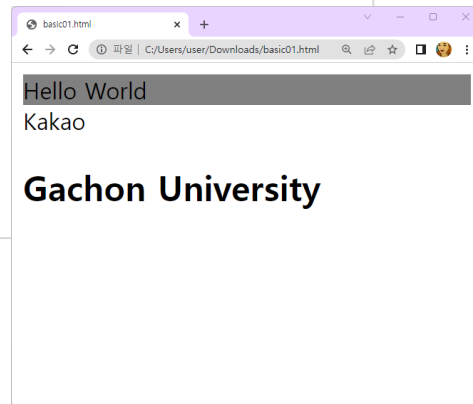 basic01.html
파일 | C:/Users/user/Downloads/basic01.html
Hello World
Kakao
Gachon University